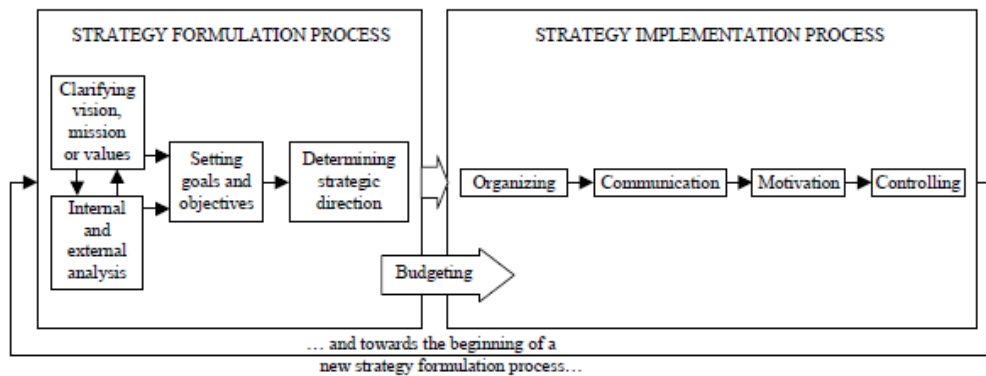 STRATEGY FORMULATION PROCESS
STRATEGY IMPLEMENTATION PROCESS
Clarifying
vision,
mission
or values
Internal
and
external
analysis
Setting
goals and
objectives
Determining
strategic
direction
Organizing
Communication
Motivation
Controlling
Budgeting
… and towards the beginning of a
new strategy formulation process…